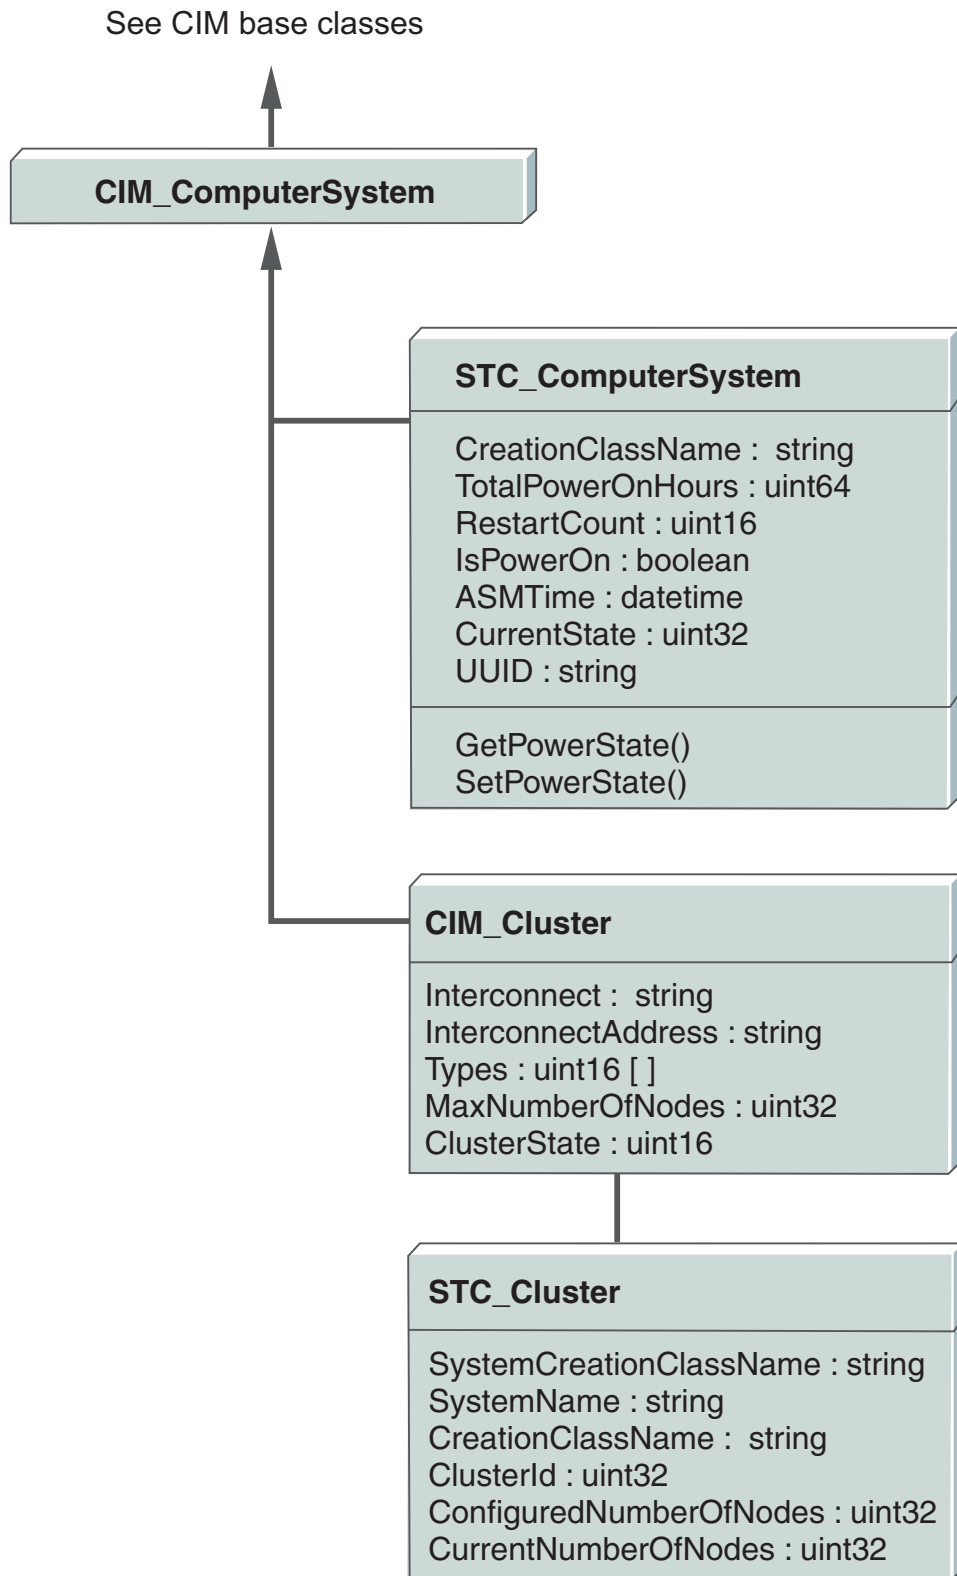 See CIM base classes
CIM_ComputerSystem
STC_ComputerSystem
CreationClassName : string
TotalPowerOnHours : uint64
RestartCount : uint16
IsPowerOn : boolean
ASMTime : datetime
CurrentState : uint32
UUID : string
GetPowerState()
SetPowerState()
CIM_Cluster
Interconnect : string
InterconnectAddress : string
Types : uint16 [ ]
MaxNumberOfNodes : uint32
ClusterState : uint16
STC_Cluster
SystemCreationClassName : string
SystemName : string
CreationClassName : string
ClusterId : uint32
ConfiguredNumberOfNodes : uint32
CurrentNumberOfNodes : uint32